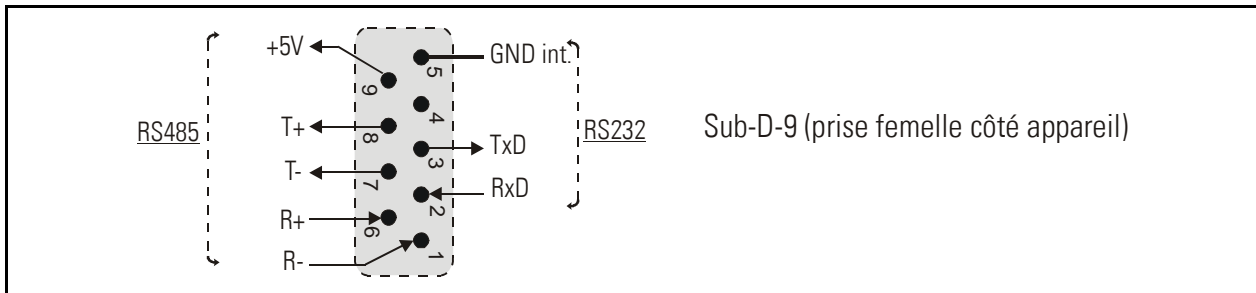 +5V
GND int.
5
9
4
RS485
T+
8
RS232
Sub-D-9 (prise femelle côté appareil)
3
TxD
T-
7
2
RxD
R+
6
R-
1